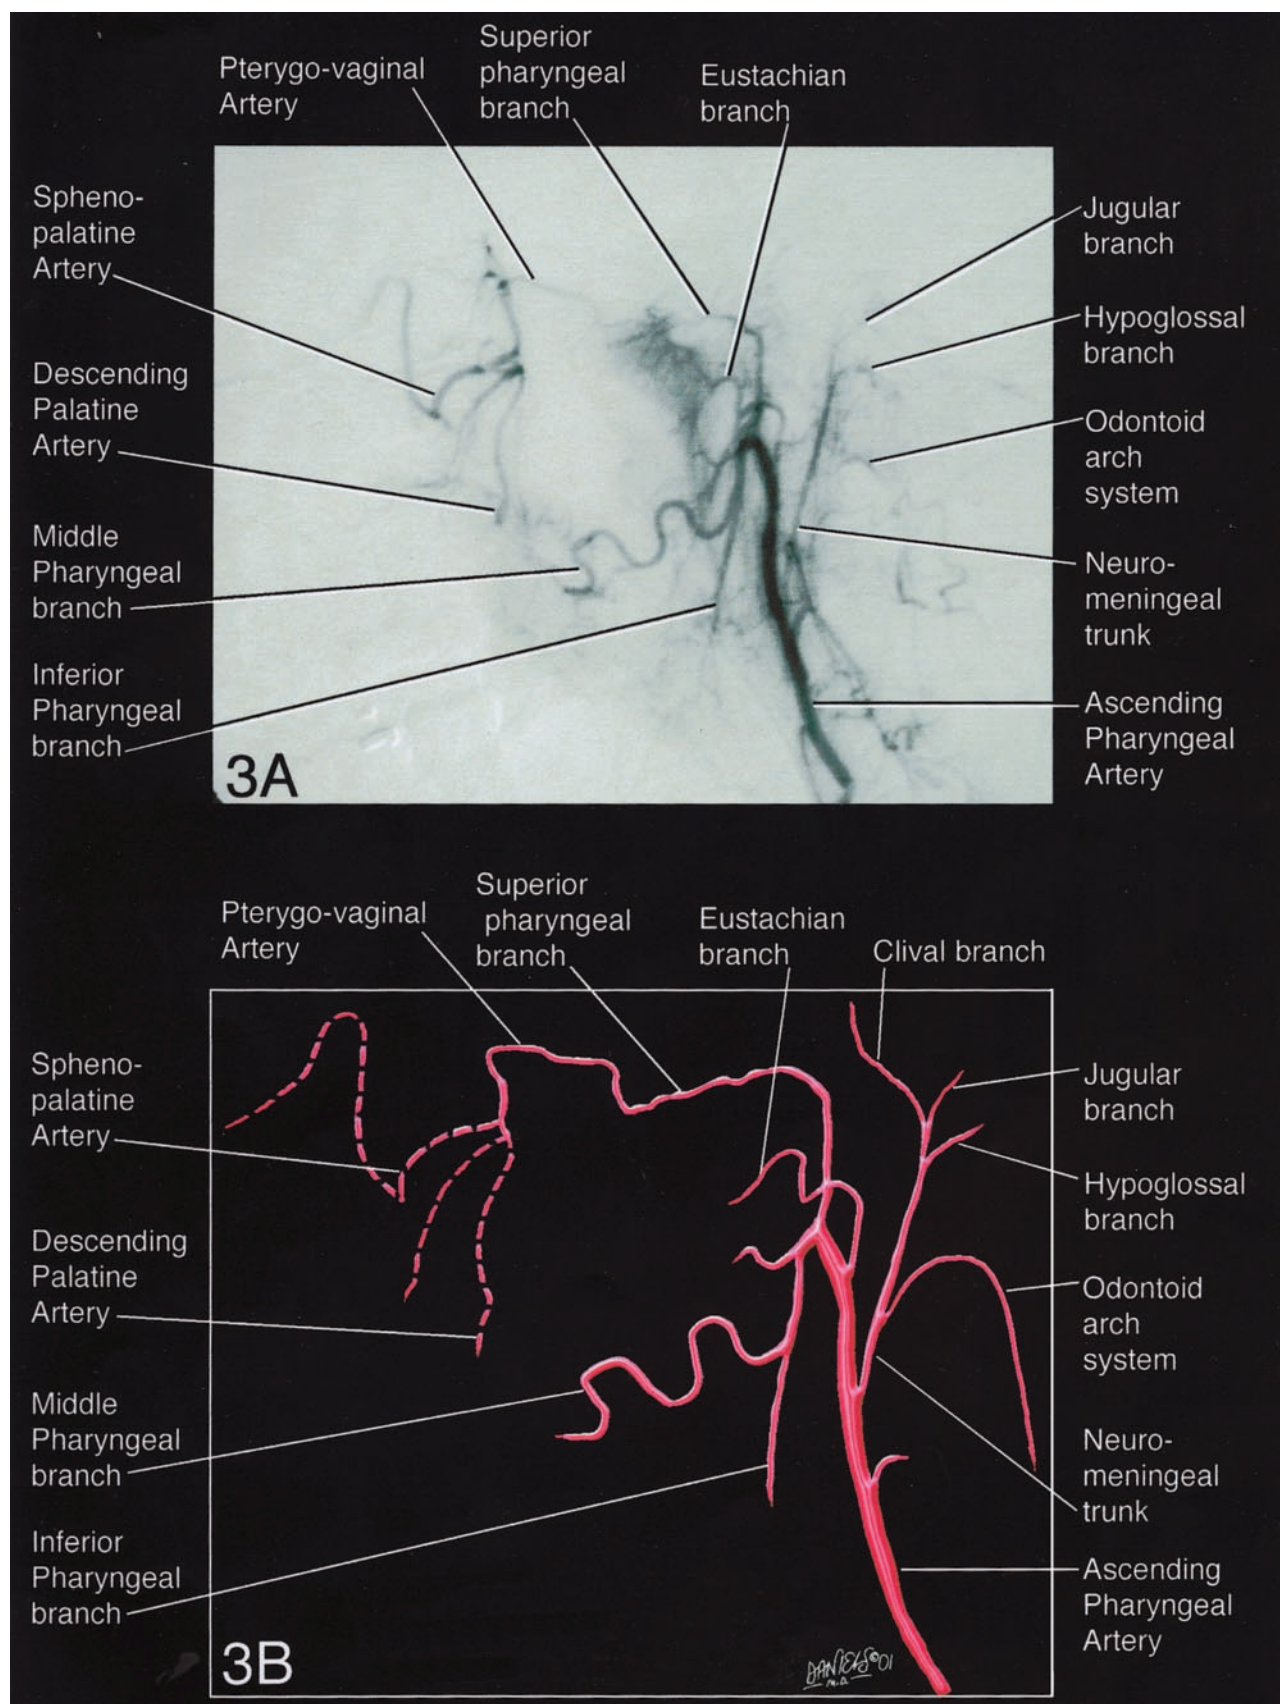 Superior
pharyngeal
branch
Pterygo-vaginal
Artery
Eustachian
branch
Spheno-
palatine
Artery
Jugular
branch
Hypoglossal
branch
Descending
Palatine
Artery
Odontoid
arch
system
Middle
Pharyngeal
branch
Neuro-
meningeal
trunk
Inferior
Pharyngeal
branch
Ascending
Pharyngeal
Artery
3A
Superior
pharyngeal
branch
Pterygo-vaginal
Artery
Eustachian
branch
Clival branch
Spheno-
palatine
Artery
Jugular
branch
Hypoglossal
branch
Descending
Palatine
Artery
Odontoid
arch
system
Middle
Pharyngeal
branch
Neuro-
meningeal
trunk
Inferior
Pharyngeal
branch
Ascending
Pharyngeal
Artery
3B
DANIELS©01
M.A.